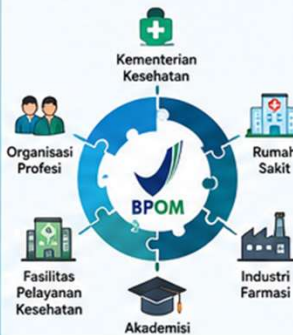 Kementerian
Kesehatan
Organisasi
Profesi
Rumah
Sakit
BPOM
Fasilitas
Pelayanan
Kesehatan
Industri
Farmasi
Akademisi